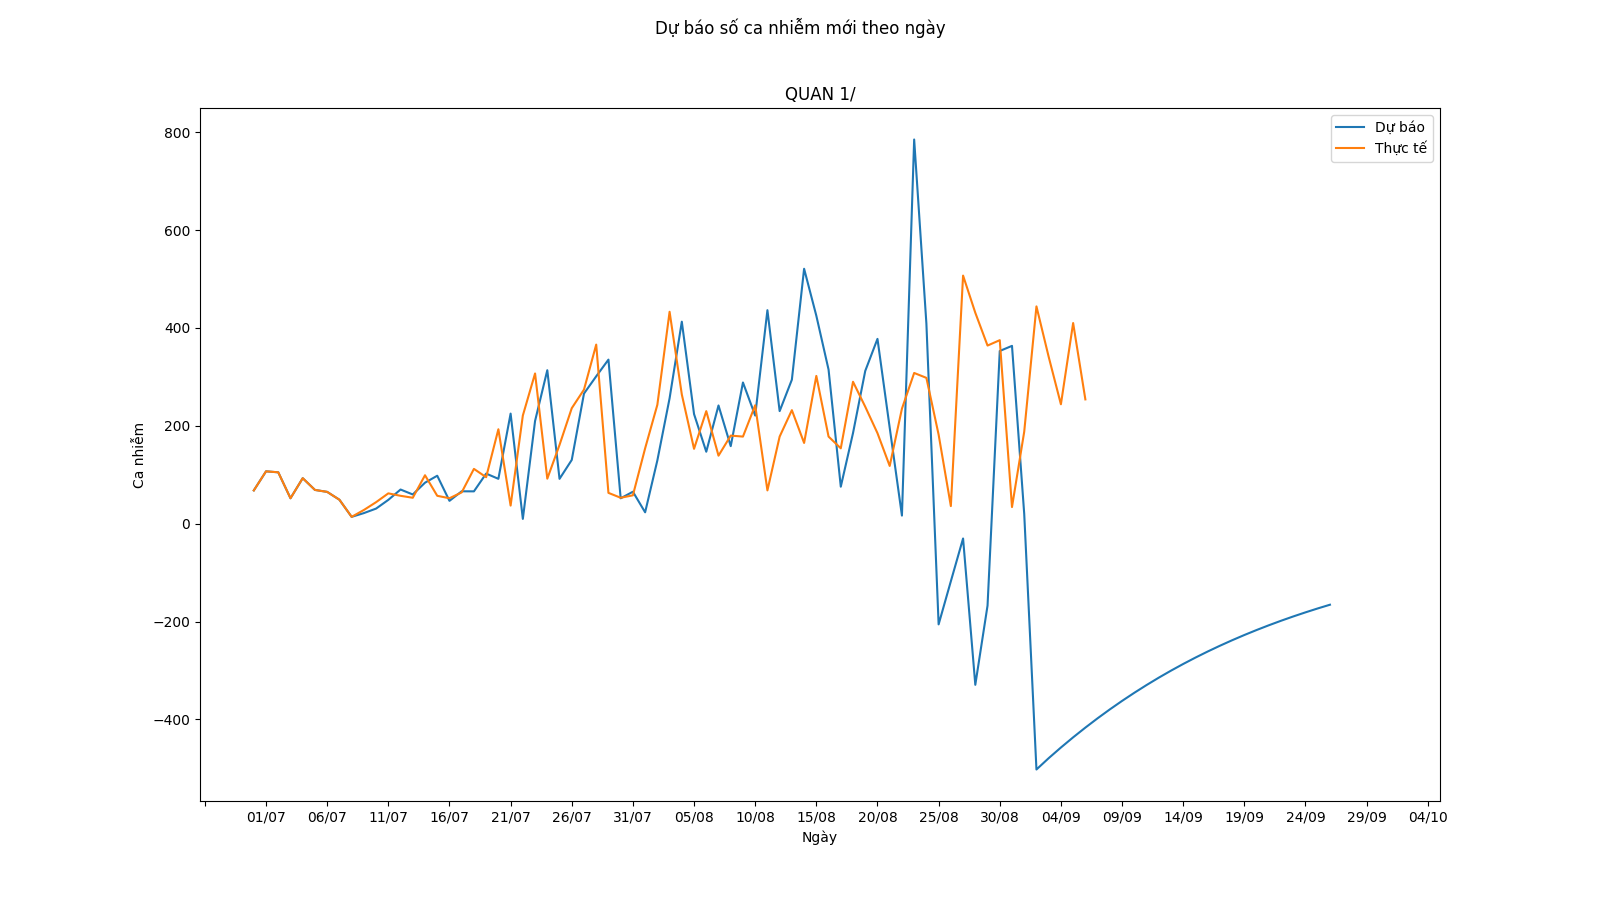 Dự báo số ca nhiễm mới theo ngày
QUAN 1/
Dự báo
Thực tế
800
600
400
200
0
−200
−400
Ca nhiễm
01/07 06/07 11/07 16/07 21/07 26/07 31/07 05/08 10/08 15/08 20/08 25/08 30/08 04/09 09/09 14/09 19/09 24/09 29/09 04/10
Ngày